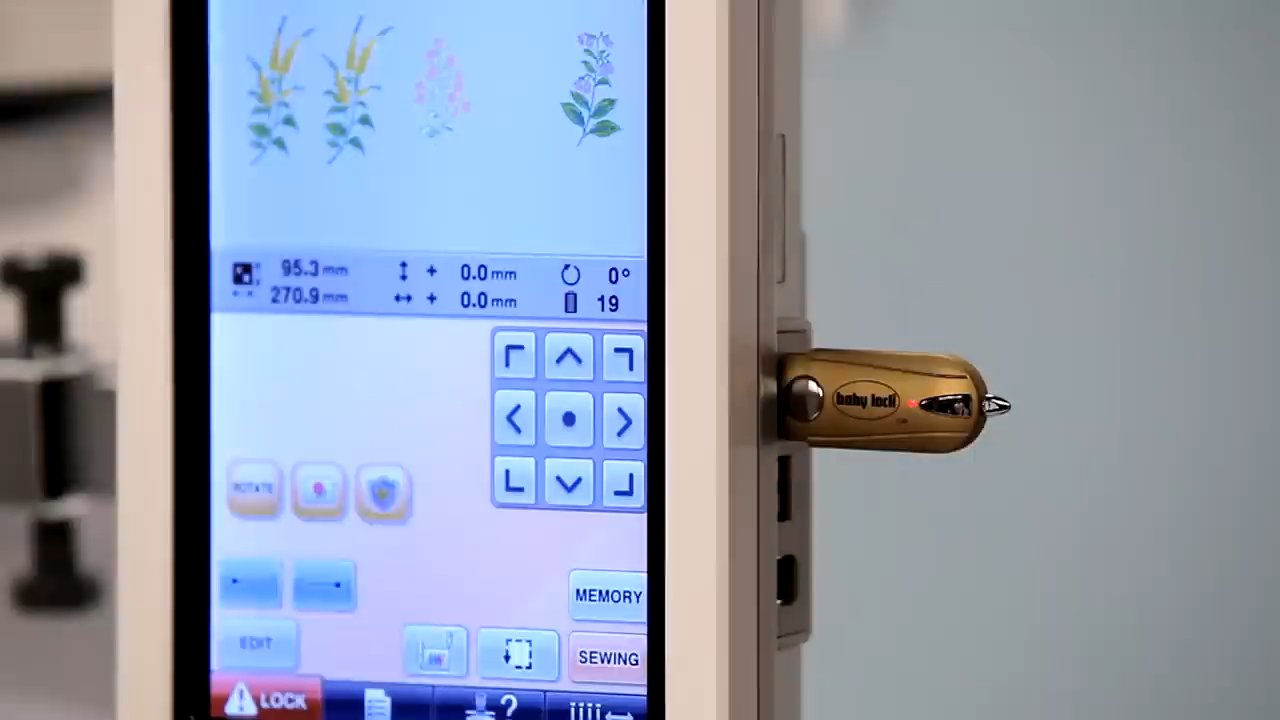 95.3 mm + 0.0 mm 0°
270.9 mm + 0.0 mm 19
baby lock
ROTATE
MEMORY
EDIT
SEWING
LOCK
?